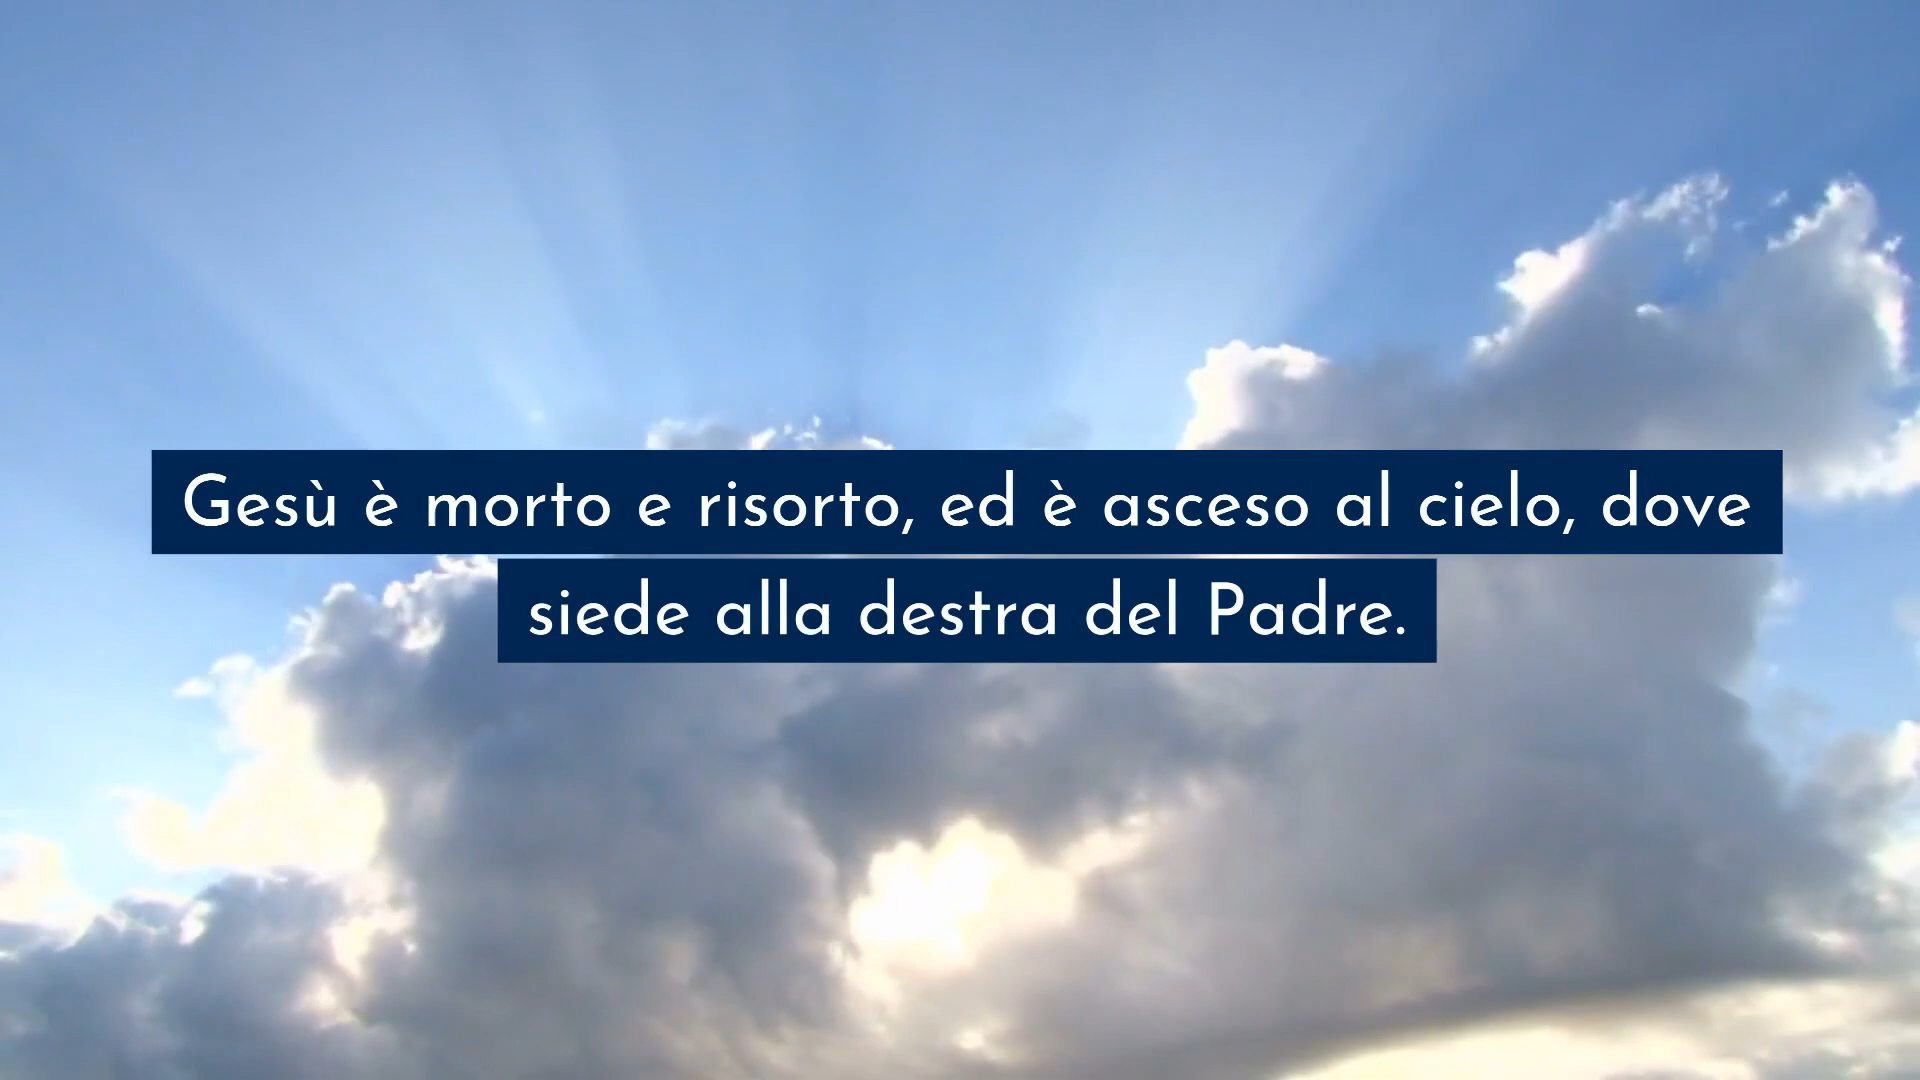 Gesù è morto e risorto, ed è asceso al cielo, dove
siede alla destra del Padre.